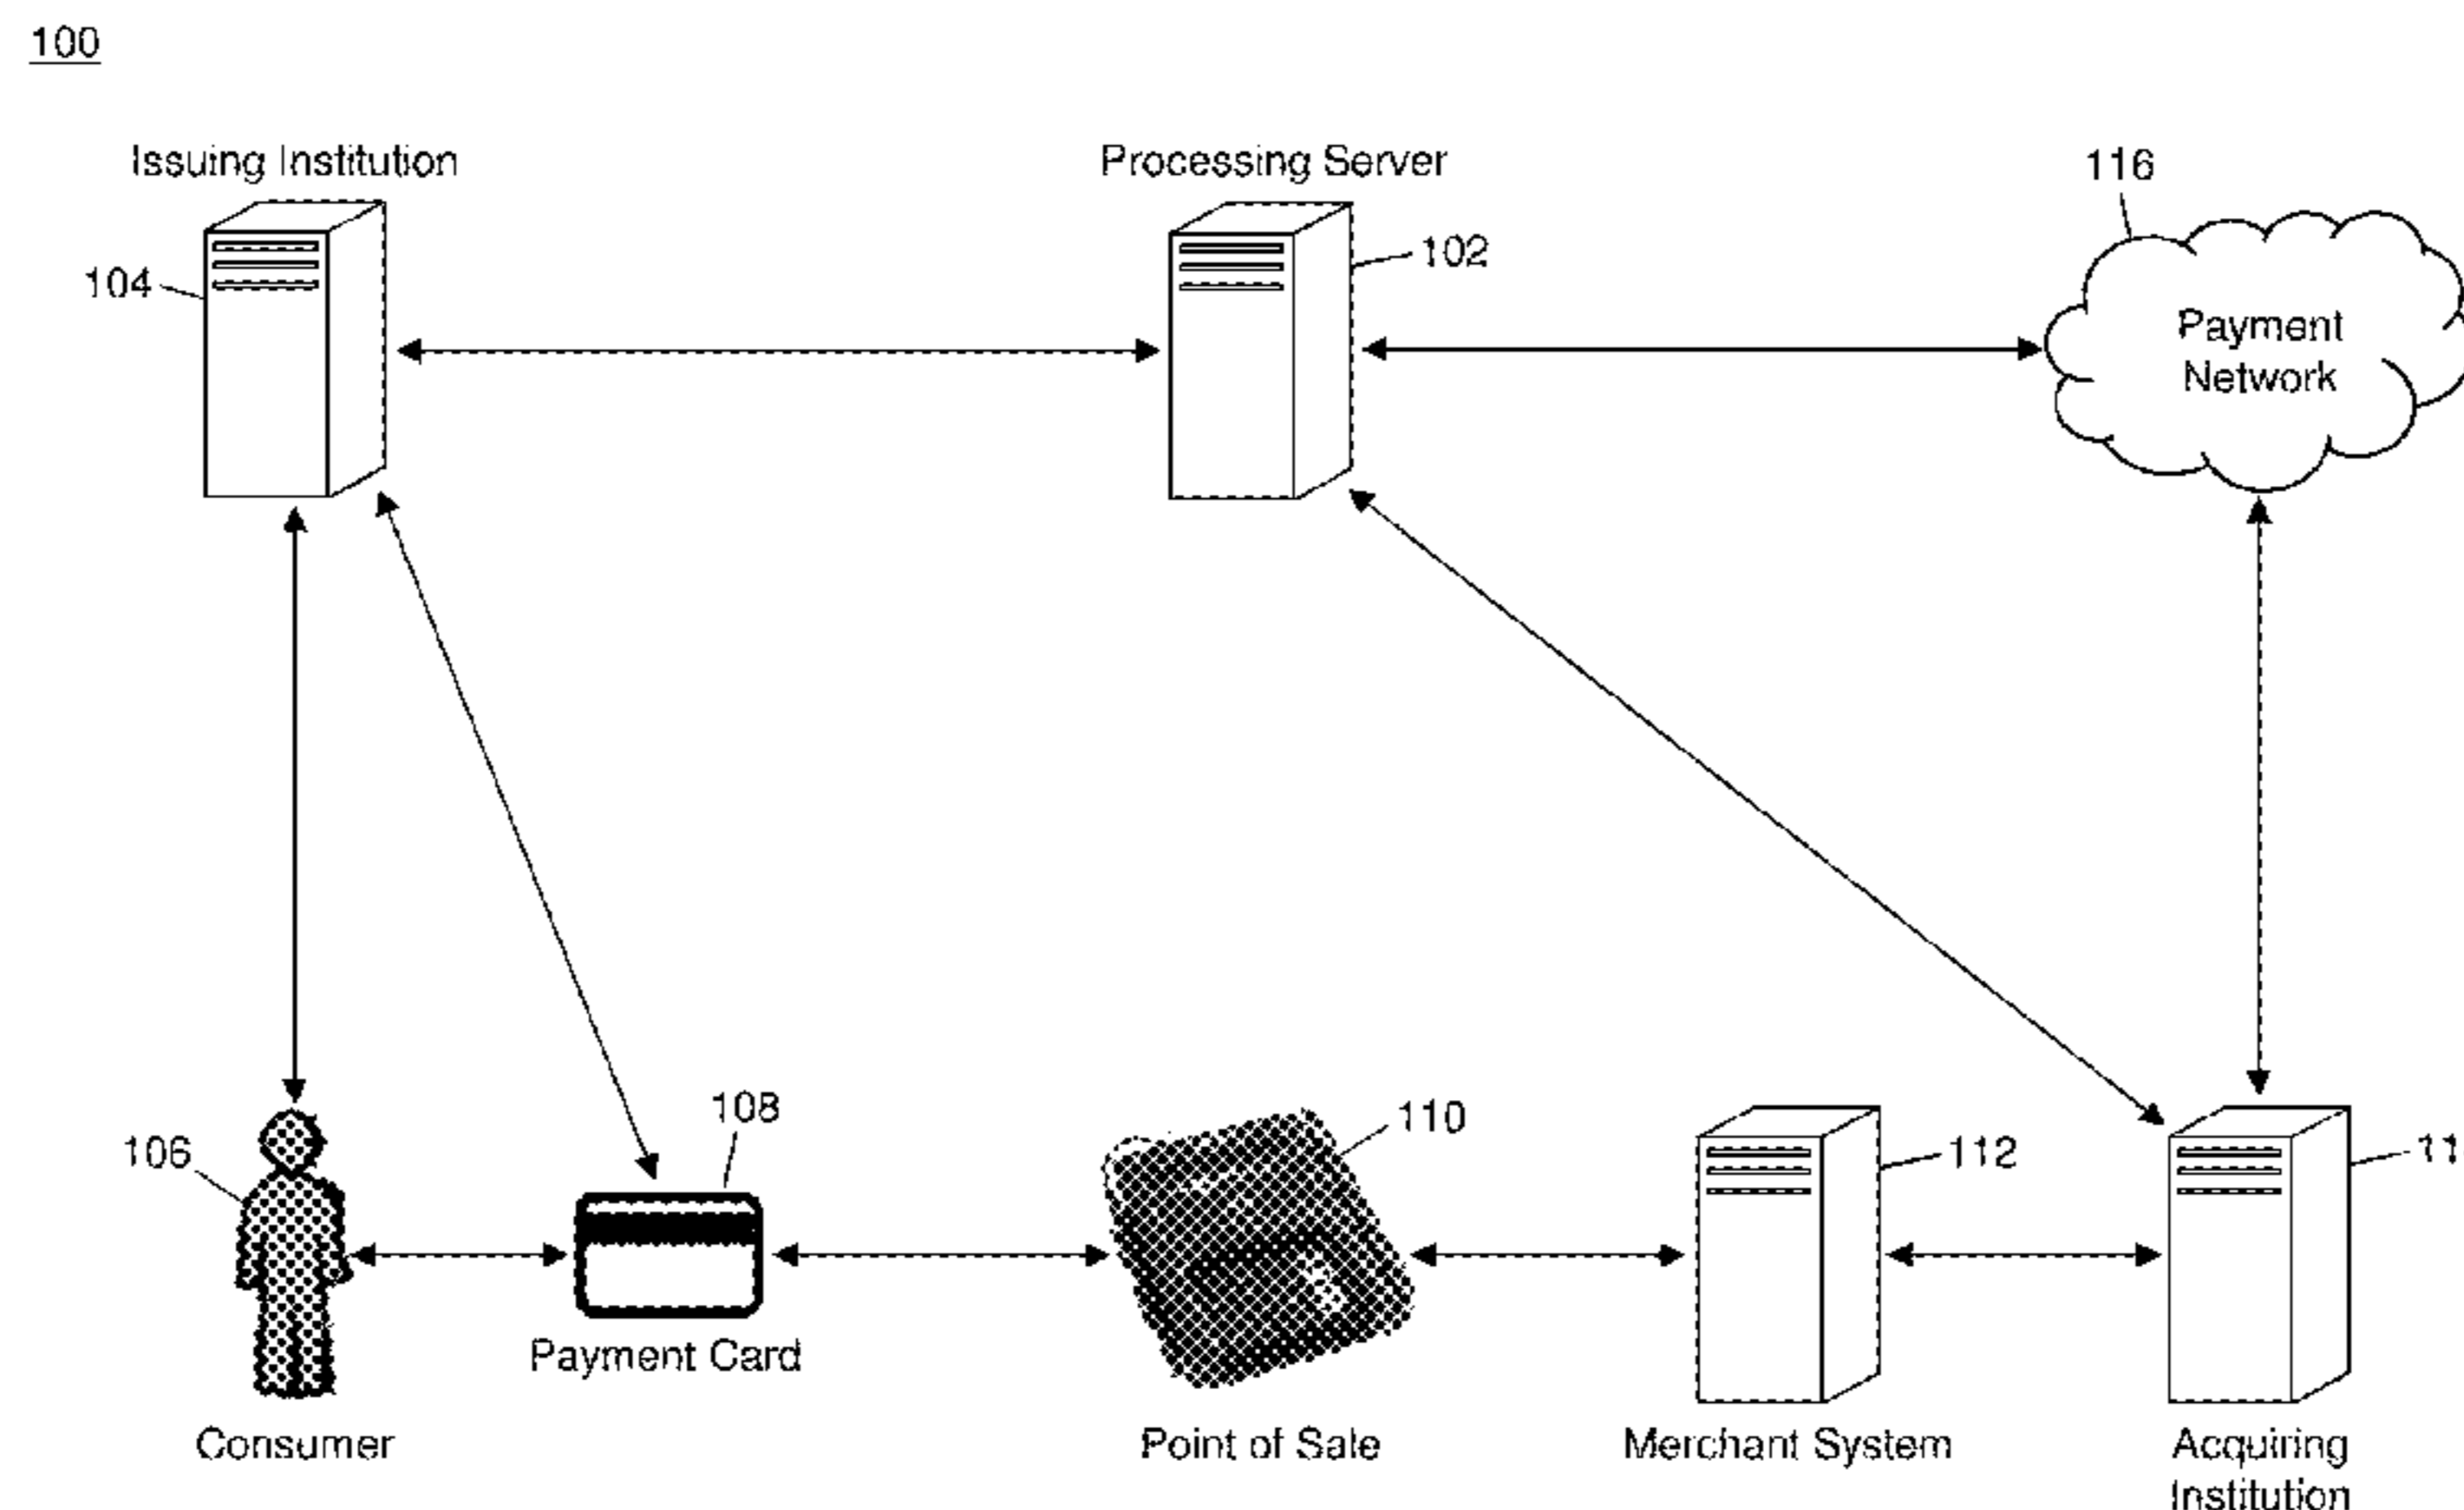 100
Issuing Institution
Processing Server
116
104
102
Payment
Network
106
108
110
112
11
Payment Card
Consumer
Point of Sale
Merchant System
Acquiring
Institution